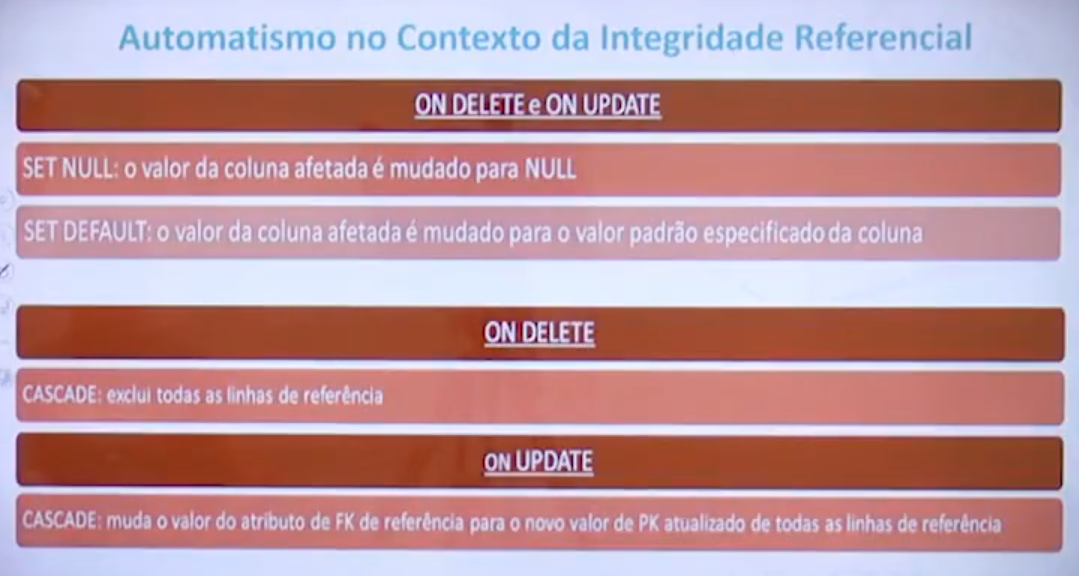 Automatismo no Contexto da Integridade Referencial
ON DELETE e ON UPDATE
SET NULL: o valor da coluna afetada é mudado para NULL
SET DEFAULT: o valor da coluna afetada é mudado para o valor padrão especificado da coluna
ON DELETE
CASCADE: exclui todas as linhas de referência
ON UPDATE
CASCADE: muda o valor do atributo de FK de referência para o novo valor de PK atualizado de todas as linhas de referência